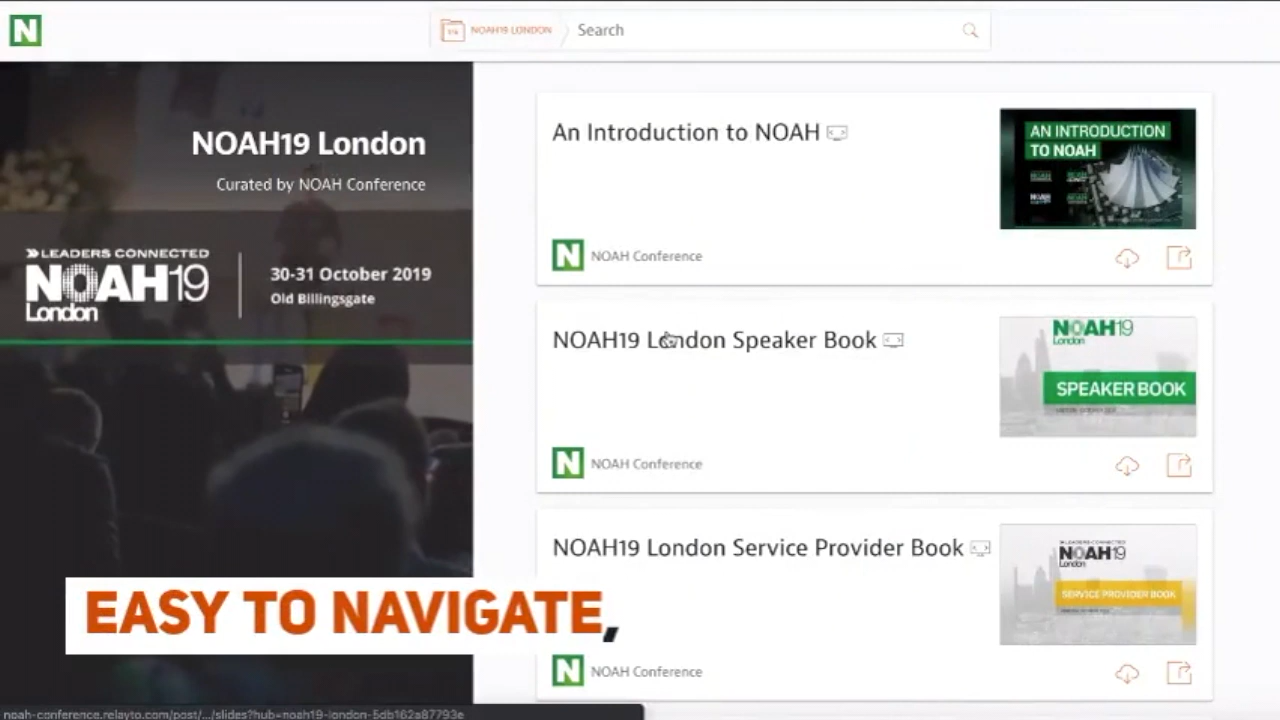 N
NOAH19 LONDON
Search
NOAH19 London
Curated by NOAH Conference
LEADERS CONNECTED
NOAH19
London
30-31 October 2019
Old Billingsgate
An Introduction to NOAH
AN INTRODUCTION
TO NOAH
N NOAH Conference
NOAH19 London Speaker Book
NOAH19
London
SPEAKER BOOK
N NOAH Conference
NOAH19 London Service Provider Book
LEADERS CONNECTED
NOAH19
London
SERVICE PROVIDER BOOK
N NOAH Conference
EASY TO NAVIGATE,
noah-conference.relayto.com/post/.../slides?hub=noah19-london-5db162a87793e